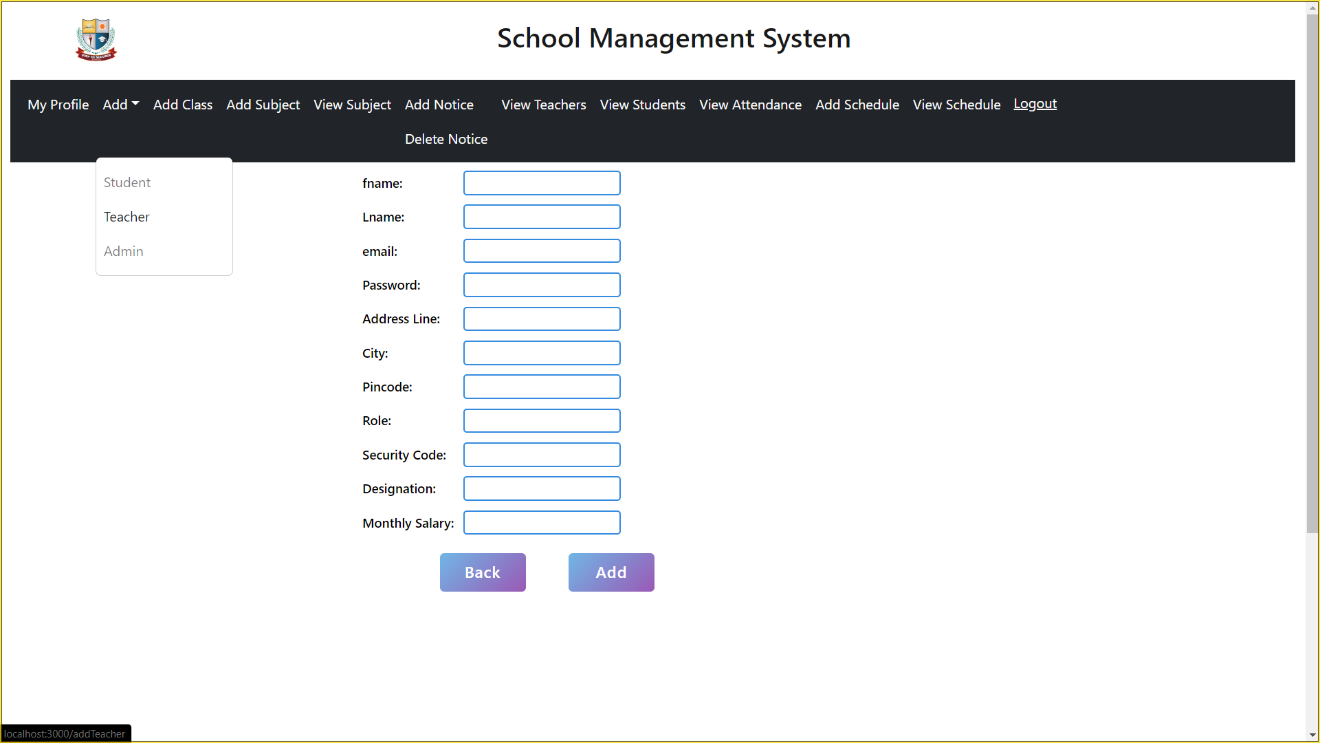 School Management System
My Profile Add Add Class Add Subject View Subject Add Notice View Teachers View Students View Attendance Add Schedule View Schedule Logout
Delete Notice
Student
Teacher
Admin
fname:
Lname:
email:
Password:
Address Line:
City:
Pincode:
Role:
Security Code:
Designation:
Monthly Salary:
Back Add
localhost:3000/addTeacher